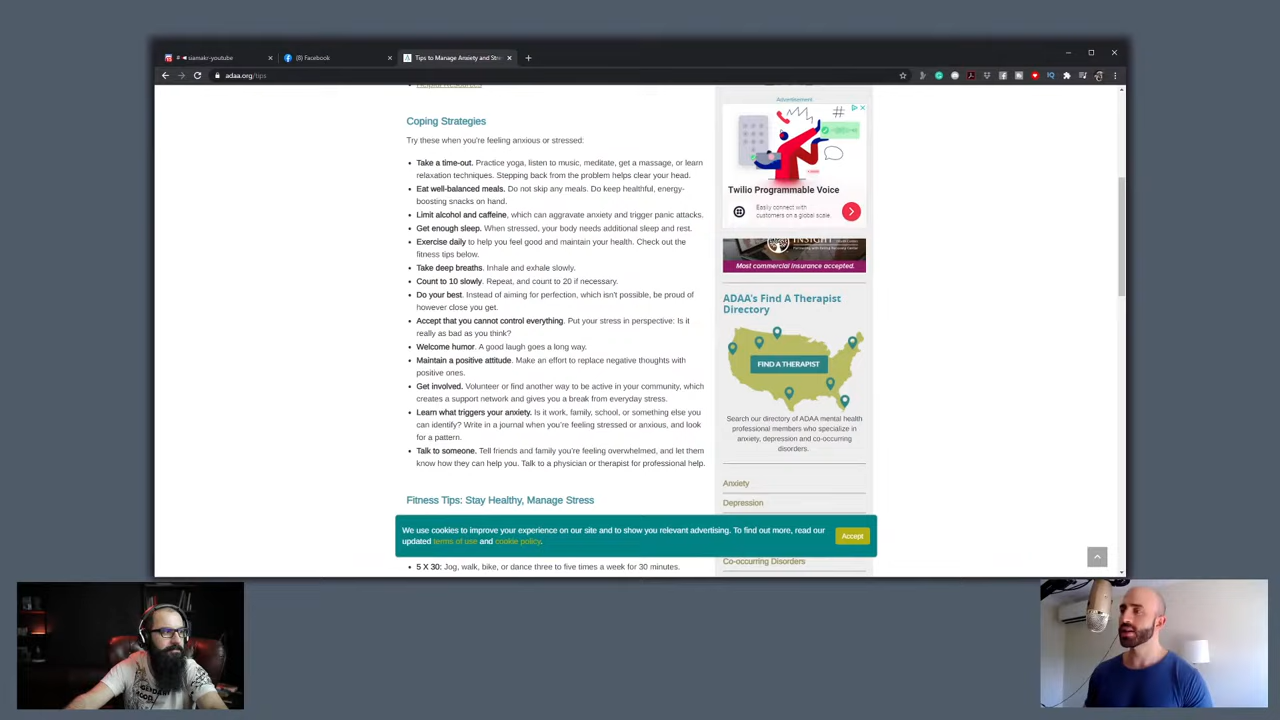 # siamakr-youtube
(8) Facebook
Tips to Manage Anxiety and Stre
adaa.org/tips
Helpful Resources
Coping Strategies
Try these when you're feeling anxious or stressed:
• Take a time-out. Practice yoga, listen to music, meditate, get a massage, or learn
relaxation techniques. Stepping back from the problem helps clear your head.
• Eat well-balanced meals. Do not skip any meals. Do keep healthful, energy-
boosting snacks on hand.
• Limit alcohol and caffeine, which can aggravate anxiety and trigger panic attacks.
• Get enough sleep. When stressed, your body needs additional sleep and rest.
• Exercise daily to help you feel good and maintain your health. Check out the
fitness tips below.
• Take deep breaths. Inhale and exhale slowly.
• Count to 10 slowly. Repeat, and count to 20 if necessary.
• Do your best. Instead of aiming for perfection, which isn't possible, be proud of
however close you get.
• Accept that you cannot control everything. Put your stress in perspective: Is it
really as bad as you think?
• Welcome humor. A good laugh goes a long way.
• Maintain a positive attitude. Make an effort to replace negative thoughts with
positive ones.
• Get involved. Volunteer or find another way to be active in your community, which
creates a support network and gives you a break from everyday stress.
• Learn what triggers your anxiety. Is it work, family, school, or something else you
can identify? Write in a journal when you're feeling stressed or anxious, and look
for a pattern.
• Talk to someone. Tell friends and family you're feeling overwhelmed, and let them
know how they can help you. Talk to a physician or therapist for professional help.
Fitness Tips: Stay Healthy, Manage Stress
• 5 X 30: Jog, walk, bike, or dance three to five times a week for 30 minutes.
Advertisement
Twilio Programmable Voice
Easily connect with
customers on a global scale.
INSIGHT
Most commercial Insurance accepted.
ADAA's Find A Therapist
Directory
FIND A THERAPIST
Search our directory of ADAA mental health
professional members who specialize in
anxiety, depression and co-occurring
disorders.
Anxiety
Depression
Co-occurring Disorders
We use cookies to improve your experience on our site and to show you relevant advertising. To find out more, read our
updated terms of use and cookie policy.
Accept